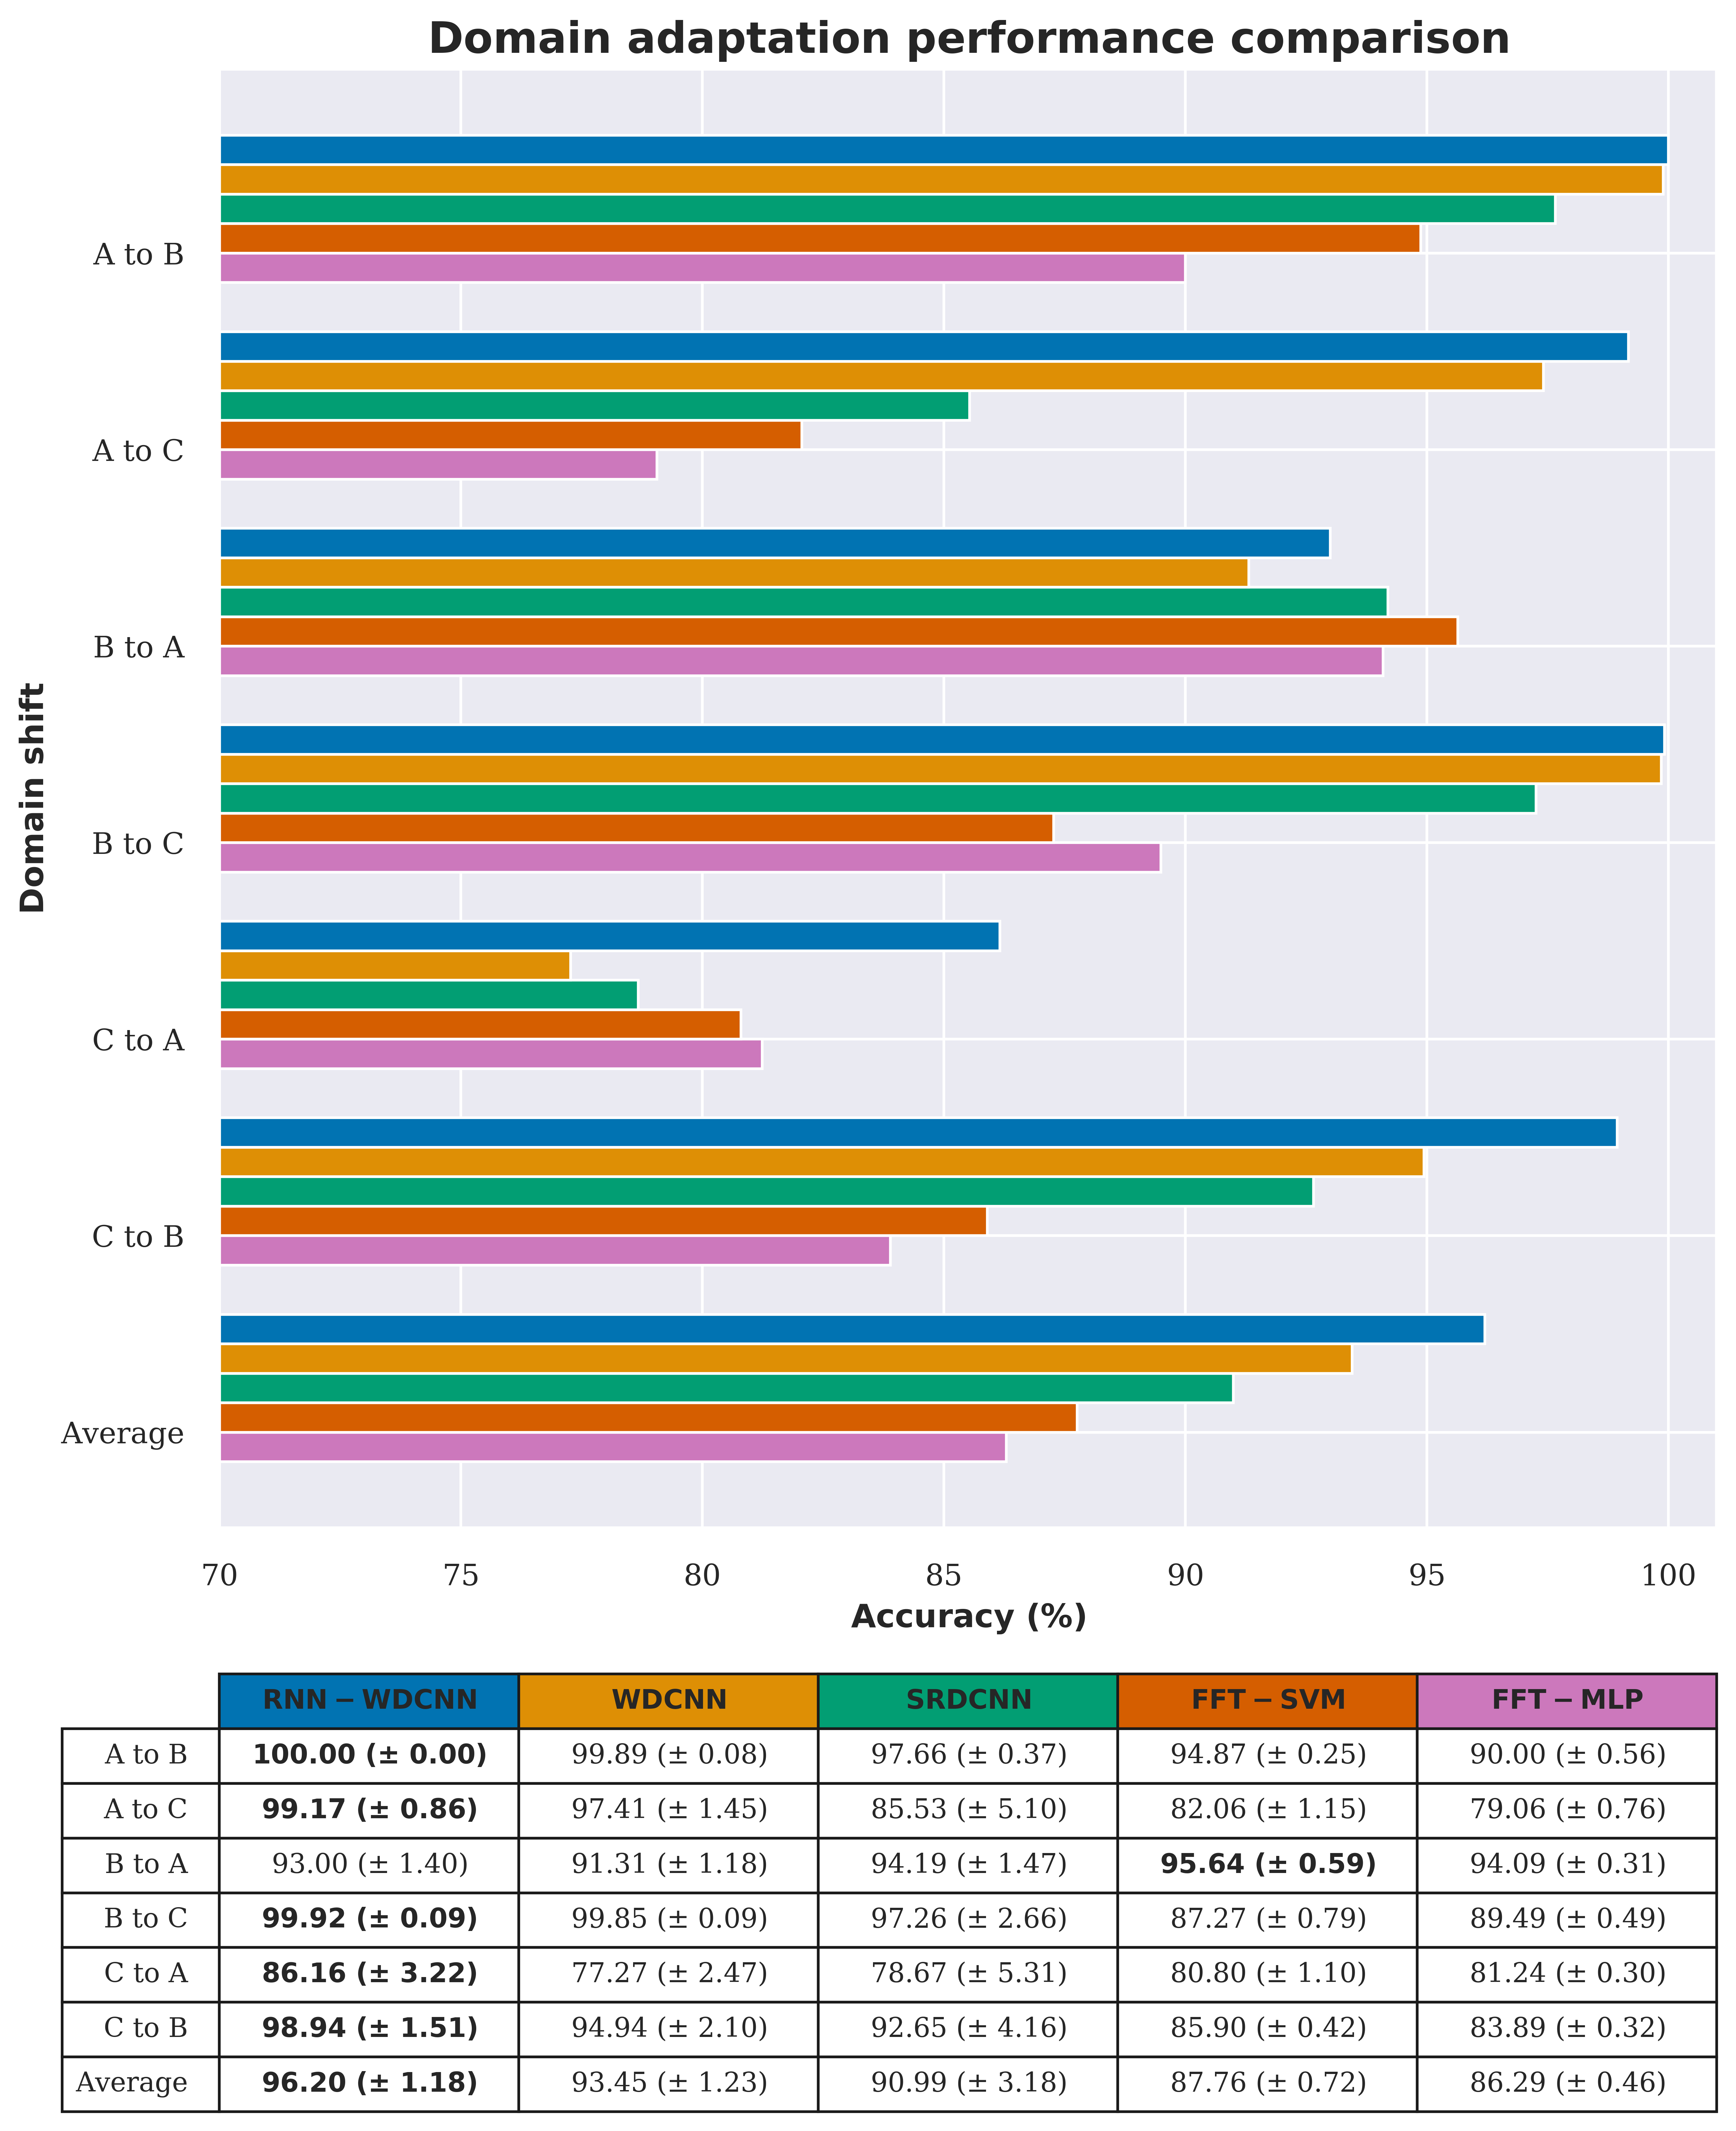 Domain adaptation performance comparison
A to B
A to C
B to A
B to C
C to A
C to B
Average
Domain shift
70 75 80 85 90 95 100
Accuracy (%)
RNN − WDCNN WDCNN SRDCNN FFT − SVM FFT − MLP
A to B 100.00 (± 0.00) 99.89 (± 0.08) 97.66 (± 0.37) 94.87 (± 0.25) 90.00 (± 0.56)
A to C 99.17 (± 0.86) 97.41 (± 1.45) 85.53 (± 5.10) 82.06 (± 1.15) 79.06 (± 0.76)
B to A 93.00 (± 1.40) 91.31 (± 1.18) 94.19 (± 1.47) 95.64 (± 0.59) 94.09 (± 0.31)
B to C 99.92 (± 0.09) 99.85 (± 0.09) 97.26 (± 2.66) 87.27 (± 0.79) 89.49 (± 0.49)
C to A 86.16 (± 3.22) 77.27 (± 2.47) 78.67 (± 5.31) 80.80 (± 1.10) 81.24 (± 0.30)
C to B 98.94 (± 1.51) 94.94 (± 2.10) 92.65 (± 4.16) 85.90 (± 0.42) 83.89 (± 0.32)
Average 96.20 (± 1.18) 93.45 (± 1.23) 90.99 (± 3.18) 87.76 (± 0.72) 86.29 (± 0.46)